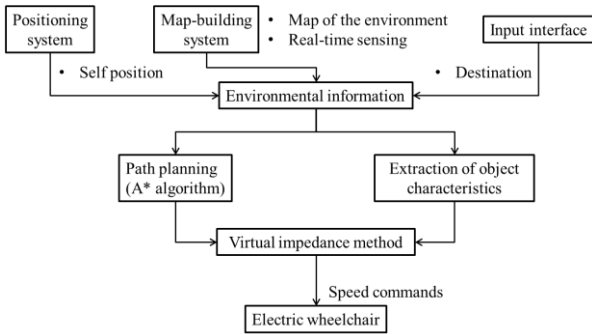 Positioning
system
Map-building
system
• Map of the environment
• Real-time sensing
Input interface
• Self position
• Destination
Environmental information
Path planning
(A* algorithm)
Extraction of object
characteristics
Virtual impedance method
Speed commands
Electric wheelchair